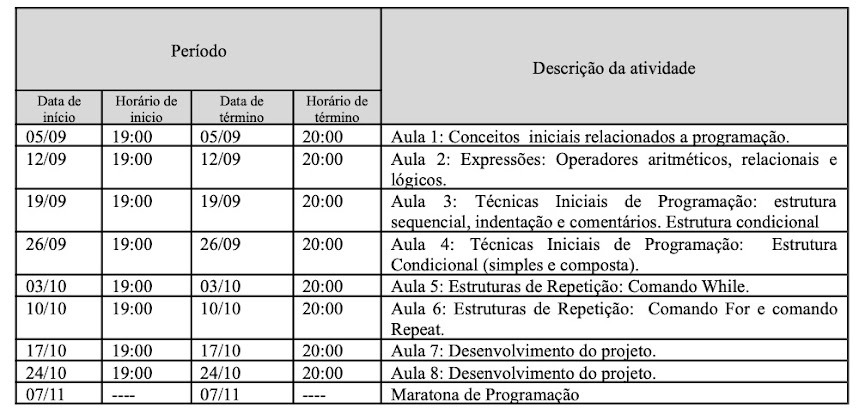 Período
Descrição da atividade
Data de início
Horário de inicio
Data de término
Horário de término
05/09 19:00 05/09 20:00 Aula 1: Conceitos iniciais relacionados a programação.
12/09 19:00 12/09 20:00 Aula 2: Expressões: Operadores aritméticos, relacionais e
lógicos.
19/09 19:00 19/09 20:00 Aula 3: Técnicas Iniciais de Programação: estrutura
sequencial, indentação e comentários. Estrutura condicional
26/09 19:00 26/09 20:00 Aula 4: Técnicas Iniciais de Programação: Estrutura
Condicional (simples e composta).
03/10 19:00 03/10 20:00 Aula 5: Estruturas de Repetição: Comando While.
10/10 19:00 10/10 20:00 Aula 6: Estruturas de Repetição: Comando For e comando
Repeat.
17/10 19:00 17/10 20:00 Aula 7: Desenvolvimento do projeto.
24/10 19:00 24/10 20:00 Aula 8: Desenvolvimento do projeto.
07/11 ---- 07/11 ---- Maratona de Programação